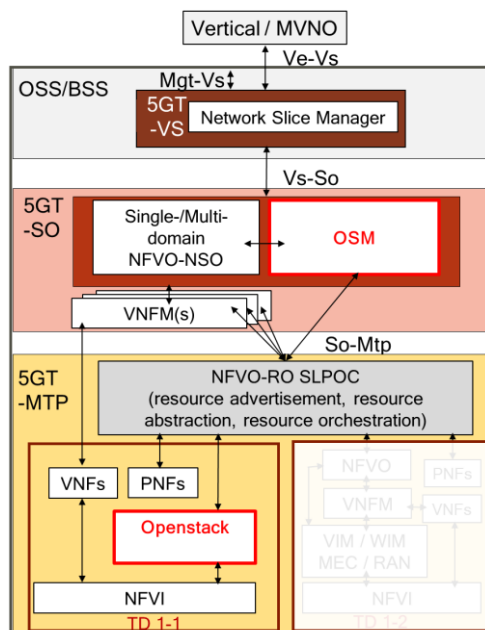 Vertical / MVNO
Ve-Vs
OSS/BSS
Mgt-Vs
5GT
-VS
Network Slice Manager
Vs-So
5GT
-SO
Single-/Multi-
domain
NFVO-NSO
OSM
VNFM(s)
So-Mtp
5GT
-MTP
NFVO-RO SLPOC
(resource advertisement, resource
abstraction, resource orchestration)
VNFs
PNFs
Openstack
NFVI
TD 1-1
NFVO
PNFs
VNFM
VNFs
VIM / WIM
MEC / RAN
NFVI
TD 1-2